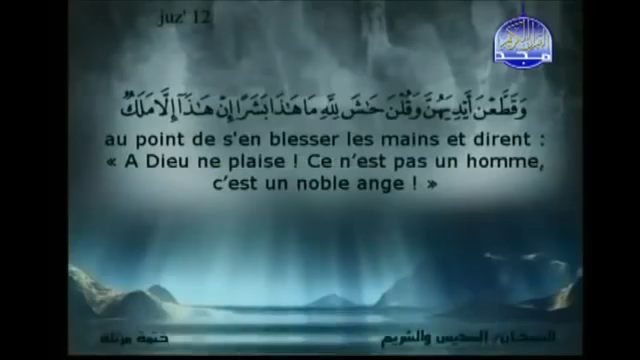 juz' 12
وَقَطَّعْنَ أَيْدِيَهُنَّ وَقُلْنَ حَٰشَ لِلَّهِ مَا هَٰذَا بَشَرًا إِنْ هَٰذَآ إِلَّا مَلَكٌ
au point de s'en blesser les mains et dirent :
« A Dieu ne plaise ! Ce n’est pas un homme,
c’est un noble ange ! »
الشيخان: السديس والشريم
ختمة مرتلة